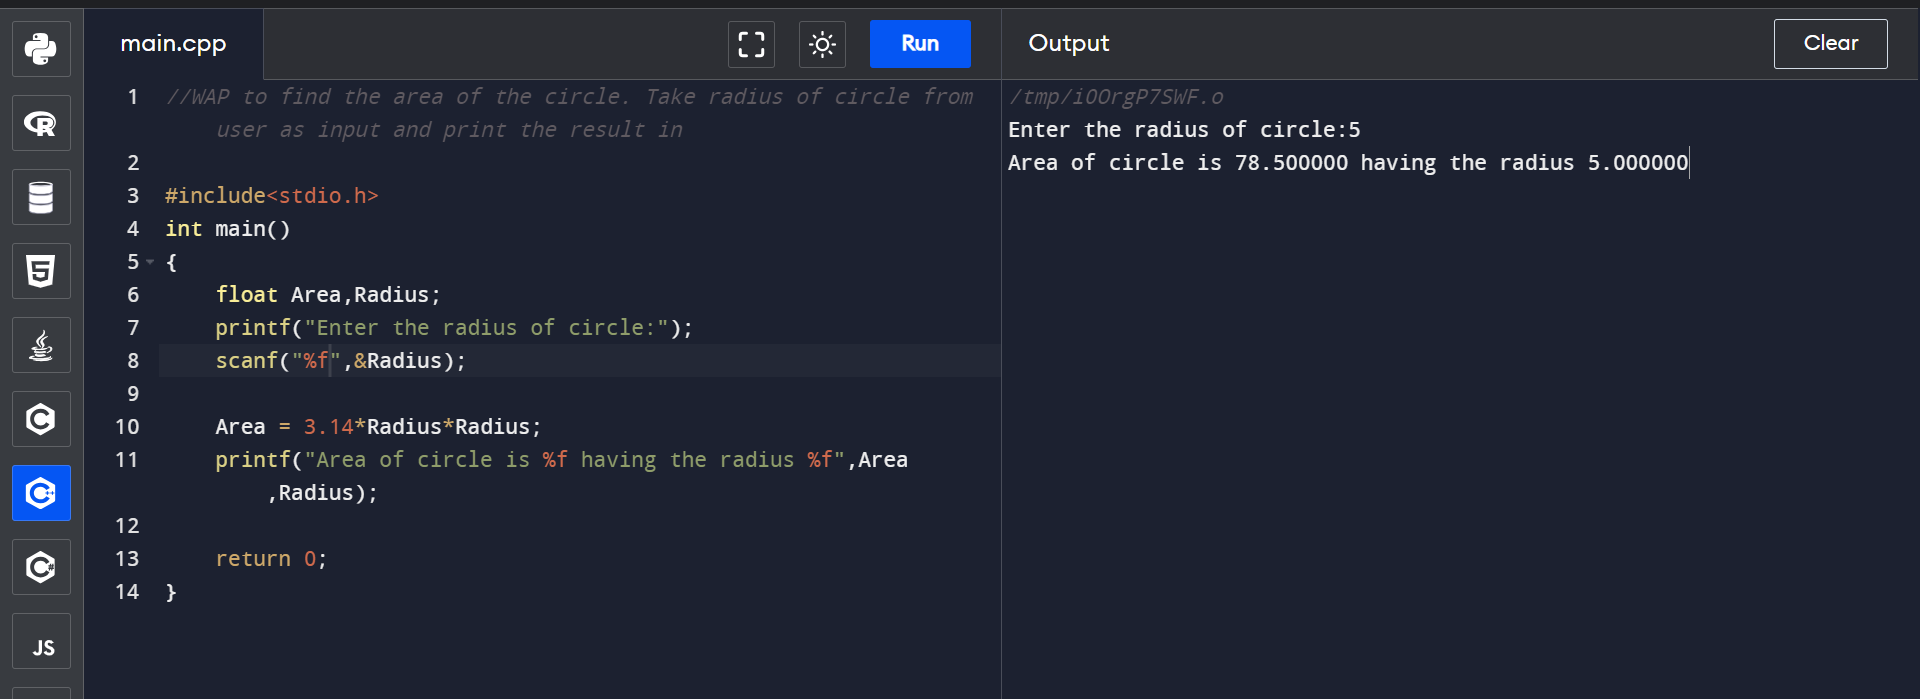 main.cpp
Run
Output
Clear
1 //WAP to find the area of the circle. Take radius of circle from
user as input and print the result in
2
3 #include<stdio.h>
4 int main()
5 {
6 float Area,Radius;
7 printf("Enter the radius of circle:");
8 scanf("%f",&Radius);
9
10 Area = 3.14*Radius*Radius;
11 printf("Area of circle is %f having the radius %f",Area
,Radius);
12
13 return 0;
14 }
/tmp/iOOrgP7SWF.o
Enter the radius of circle:5
Area of circle is 78.500000 having the radius 5.000000
R
5
C
C++
C#
JS